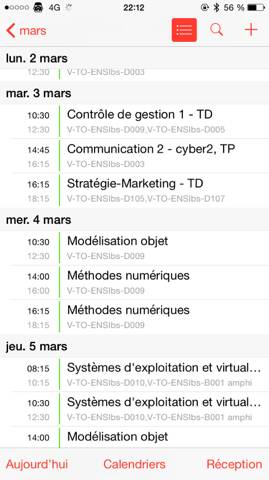 4G 22:12 56 %
mars
lun. 2 mars
12:30 V-TO-ENSIbs-D003
mar. 3 mars
10:30 Contrôle de gestion 1 - TD
12:30 V-TO-ENSIbs-D009,V-TO-ENSIbs-D005
14:45 Communication 2 - cyber2, TP
16:15 V-TO-ENSIbs-D003
16:15 Stratégie-Marketing - TD
18:15 V-TO-ENSIbs-D105,V-TO-ENSIbs-D107
mer. 4 mars
10:30 Modélisation objet
12:30 V-TO-ENSIbs-D009
14:00 Méthodes numériques
16:00 V-TO-ENSIbs-D009
16:15 Méthodes numériques
18:15 V-TO-ENSIbs-D009
jeu. 5 mars
08:15 Systèmes d'exploitation et virtual...
10:15 V-TO-ENSIbs-D010,V-TO-ENSIbs-B001 amphi
10:30 Systèmes d'exploitation et virtual...
12:30 V-TO-ENSIbs-D010,V-TO-ENSIbs-B001 amphi
14:00 Modélisation objet
Aujourd'hui Calendriers Réception